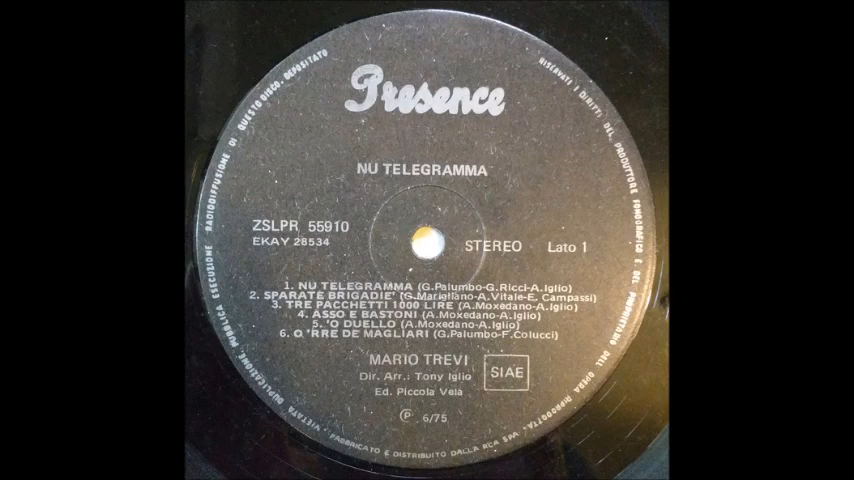 Presence
NU TELEGRAMMA
ZSLPR 55910
EKAY 28534
STEREO Lato 1
1. NU TELEGRAMMA (G.Palumbo-G.Ricci-A.Iglio)
2. SPARATE BRIGADIE' (G.Marigliano-A.Vitale-E. Campassi)
3. TRE PACCHETTI 1000 LIRE (A.Moxedano-A.Iglio)
4. ASSO E BASTONI (A.Moxedano-A.Iglio)
5. 'O DUELLO (A.Moxedano-A.Iglio)
6. O 'RRE DE MAGLIARI (G.Palumbo-F.Colucci)
MARIO TREVI
Dir. Arr.: Tony Iglio
SIAE
Ed. Piccola Vela
Ⓟ 6/75
RISERVATI I DIRITTI DEL PRODUTTORE FONOGRAFICO E DEL PROPRIETARIO DELL'OPERA RIPRODOTTA-
VIETATA DUPLICAZIONE PUBBLICA ESECUZIONE RADIODIFFUSIONE DI QUESTO DISCO. DEPOSITATO
FABBRICATO E DISTRIBUITO DALLA RCA SPA